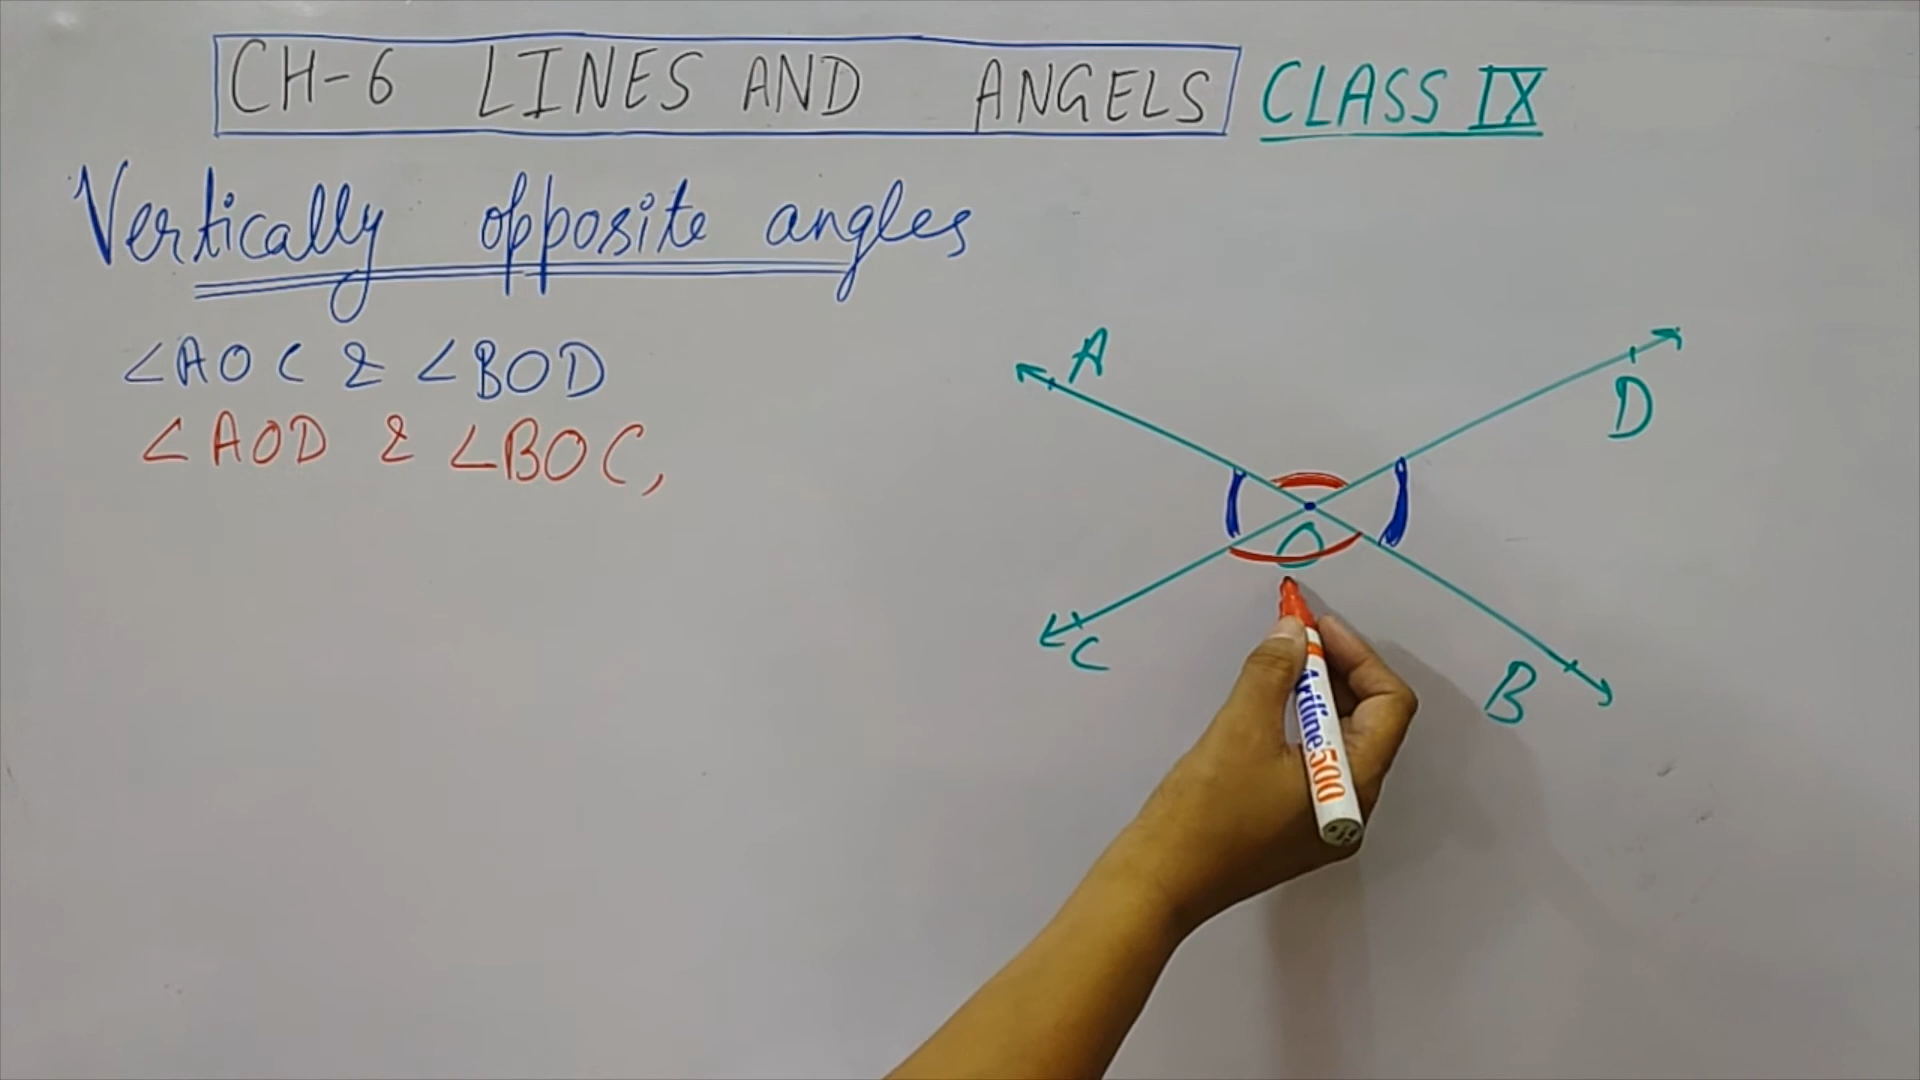 CH-6 LINES AND ANGELS CLASS IX
Vertically opposite angles
∠AOC & ∠BOD
∠AOD & ∠BOC,
A
D
O
C
B
Artline 500